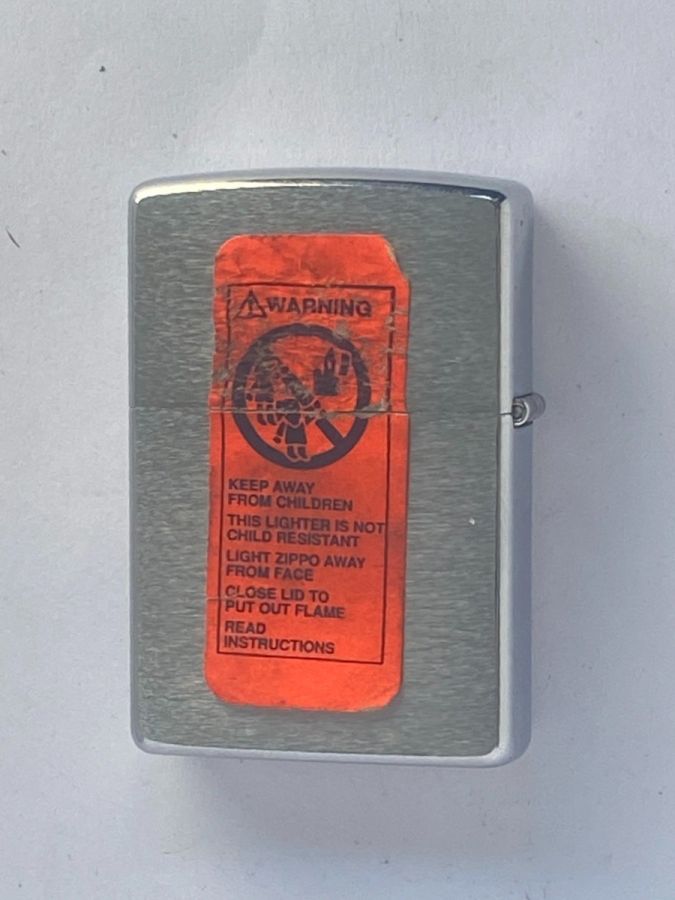 WARNING
KEEP AWAY
FROM CHILDREN
THIS LIGHTER IS NOT
CHILD RESISTANT
LIGHT ZIPPO AWAY
FROM FACE
CLOSE LID TO
PUT OUT FLAME
READ
INSTRUCTIONS